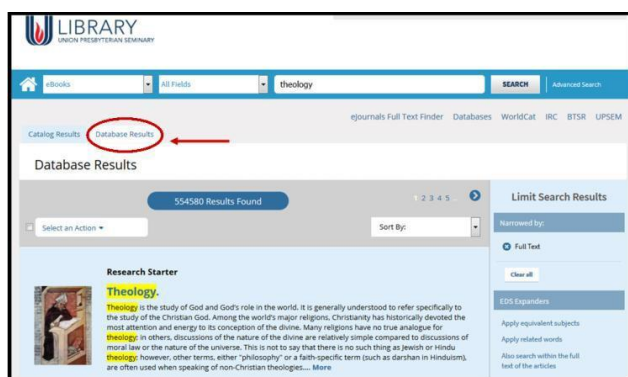 LIBRARY
UNION PRESBYTERIAN SEMINARY
eBooks
All Fields
theology
SEARCH
Advanced Search
ejournals Full Text Finder Databases WorldCat IRC BTSR UPSEM
Catalog Results Database Results
Database Results
554580 Results Found
1 2 3 4 5
Select an Action
Sort By:
Research Starter
Theology.
Theology is the study of God and God's role in the world. It is generally understood to refer specifically to
the study of the Christian God. Among the world's major religions, Christianity has historically devoted the
most attention and energy to its conception of the divine. Many religions have no true analogue for
theology; in others, discussions of the nature of the divine are relatively simple compared to discussions of
moral law or the nature of the universe. This is not to say that there is no such thing as Jewish or Hindu
theology; however, other terms, either "philosophy" or a faith-specific term (such as darshan in Hinduism),
are often used when speaking of non-Christian theologies.... More
Limit Search Results
Narrowed by:
Full Text
Clear all
EDS Expanders
Apply equivalent subjects
Apply related words
Also search within the full
text of the articles